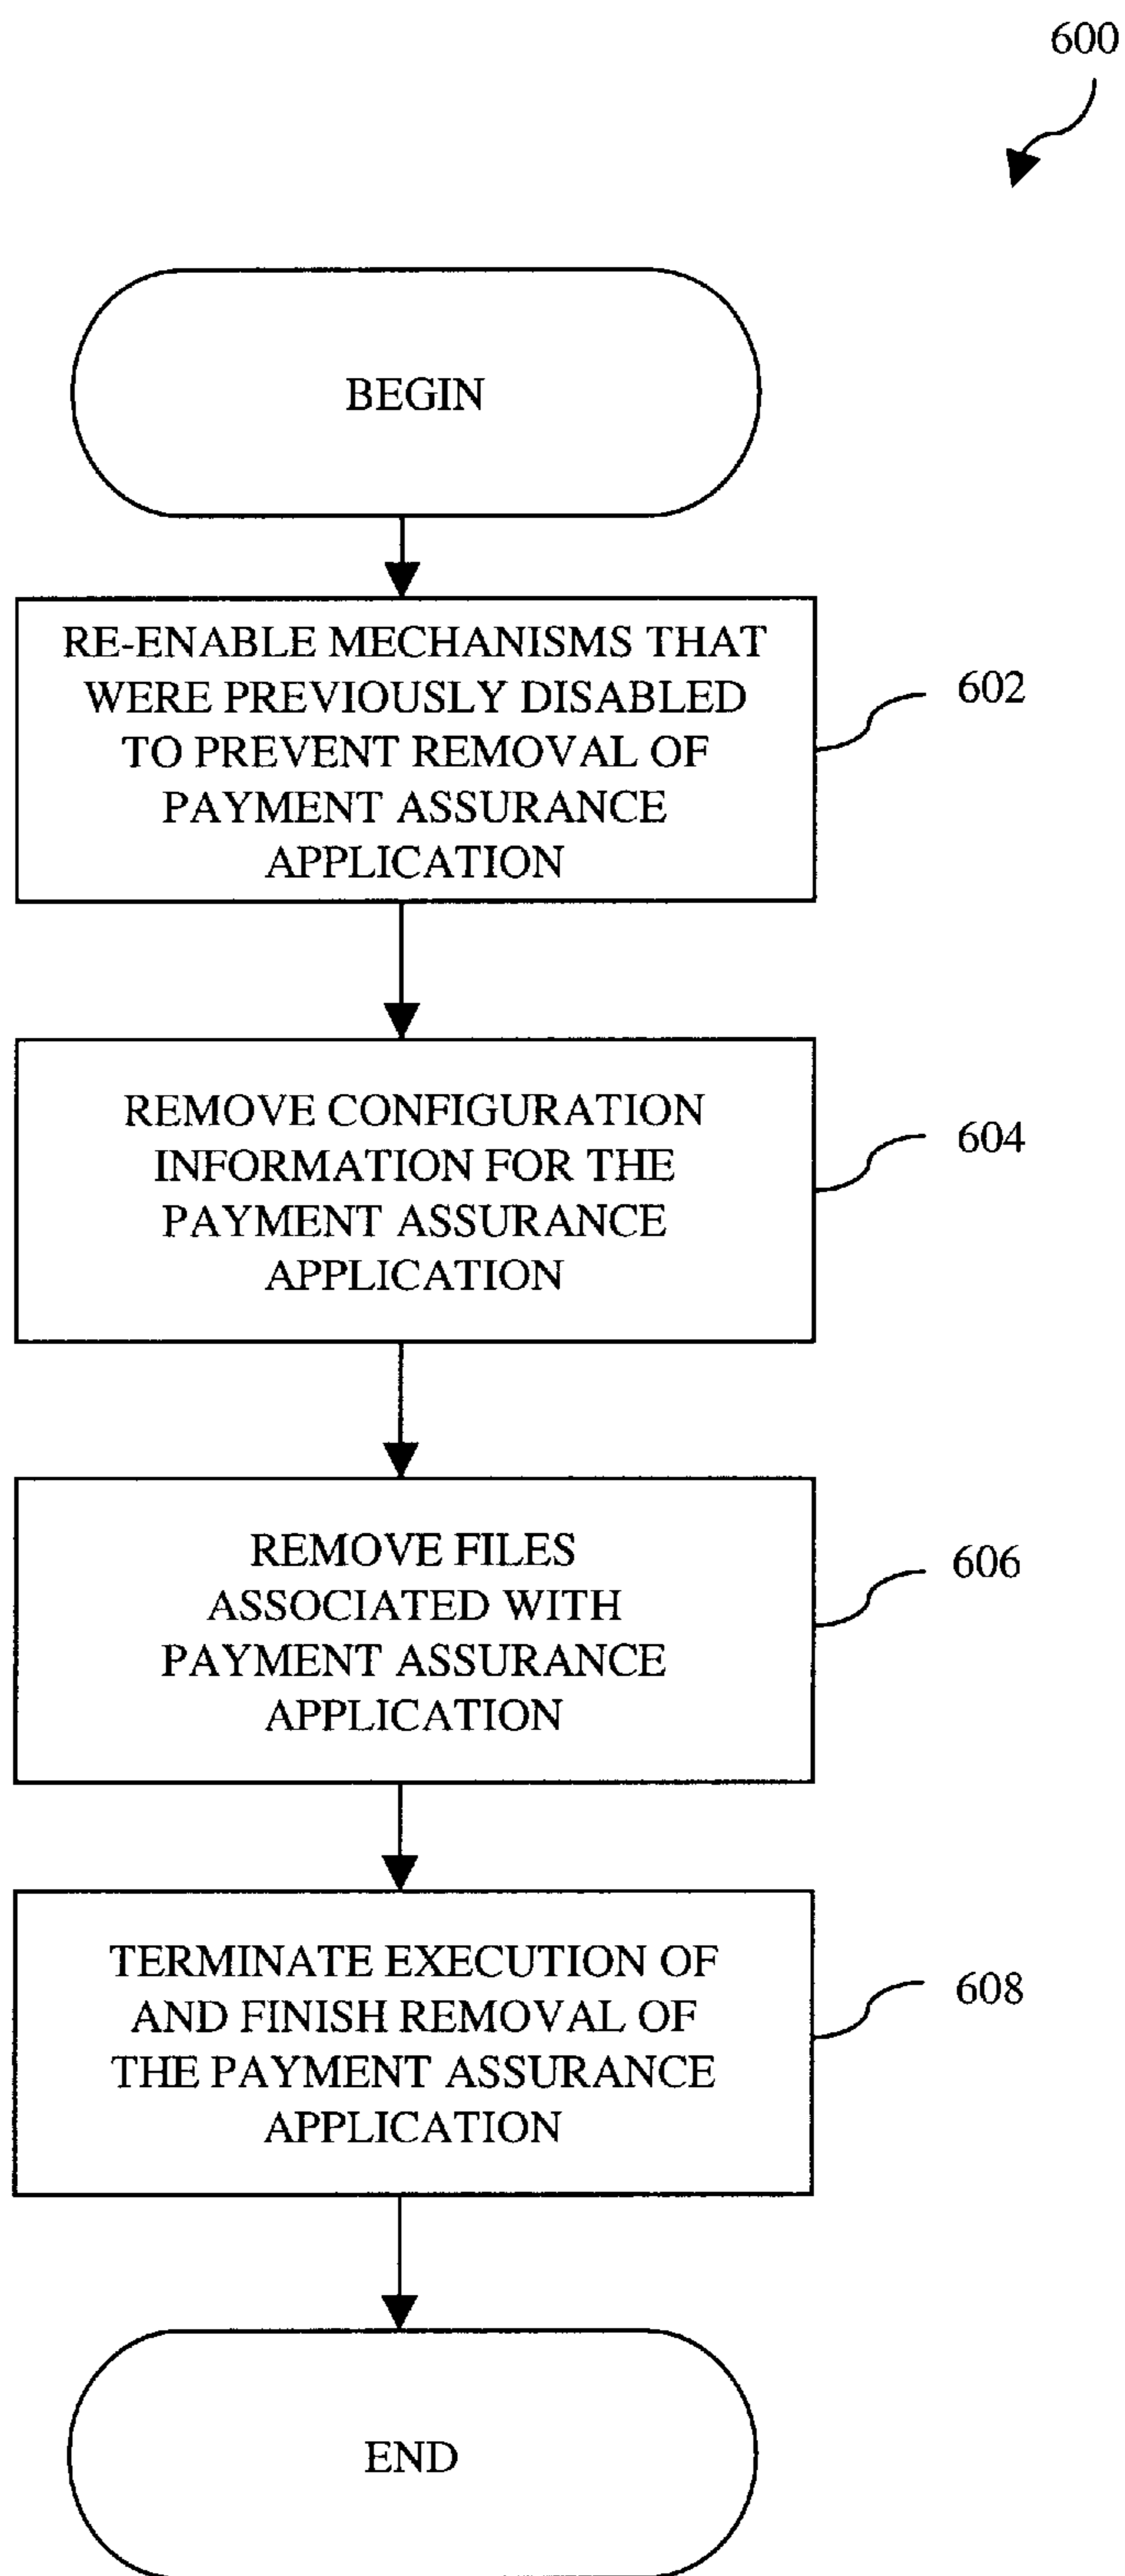 600
BEGIN
RE-ENABLE MECHANISMS THAT
WERE PREVIOUSLY DISABLED
TO PREVENT REMOVAL OF
PAYMENT ASSURANCE
APPLICATION
602
REMOVE CONFIGURATION
INFORMATION FOR THE
PAYMENT ASSURANCE
APPLICATION
604
REMOVE FILES
ASSOCIATED WITH
PAYMENT ASSURANCE
APPLICATION
606
TERMINATE EXECUTION OF
AND FINISH REMOVAL OF
THE PAYMENT ASSURANCE
APPLICATION
608
END